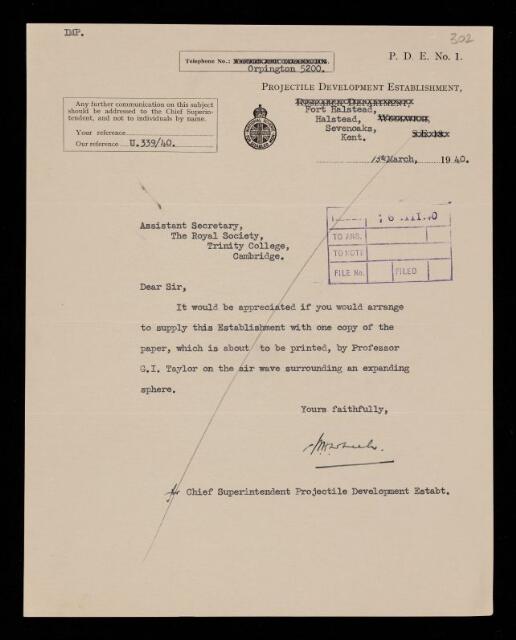 IMP.
302
P. D. E. No. 1.
Telephone No.:
Orpington 5200.
PROJECTILE DEVELOPMENT ESTABLISHMENT,
Any further communication on this subject
should be addressed to the Chief Superin-
tendent, and not to individuals by name.
Your reference
Our reference U.339/40.
Fort Halstead,
Halstead,
Sevenoaks,
Kent.
15th March, 1940.
Assistant Secretary,
The Royal Society,
Trinity College,
Cambridge.
TO ANS.
TO NOTE
FILE No. FILED
Dear Sir,
It would be appreciated if you would arrange
to supply this Establishment with one copy of the
paper, which is about to be printed, by Professor
G.I. Taylor on the air wave surrounding an expanding
sphere.
Yours faithfully,
for Chief Superintendent Projectile Development Estabt.